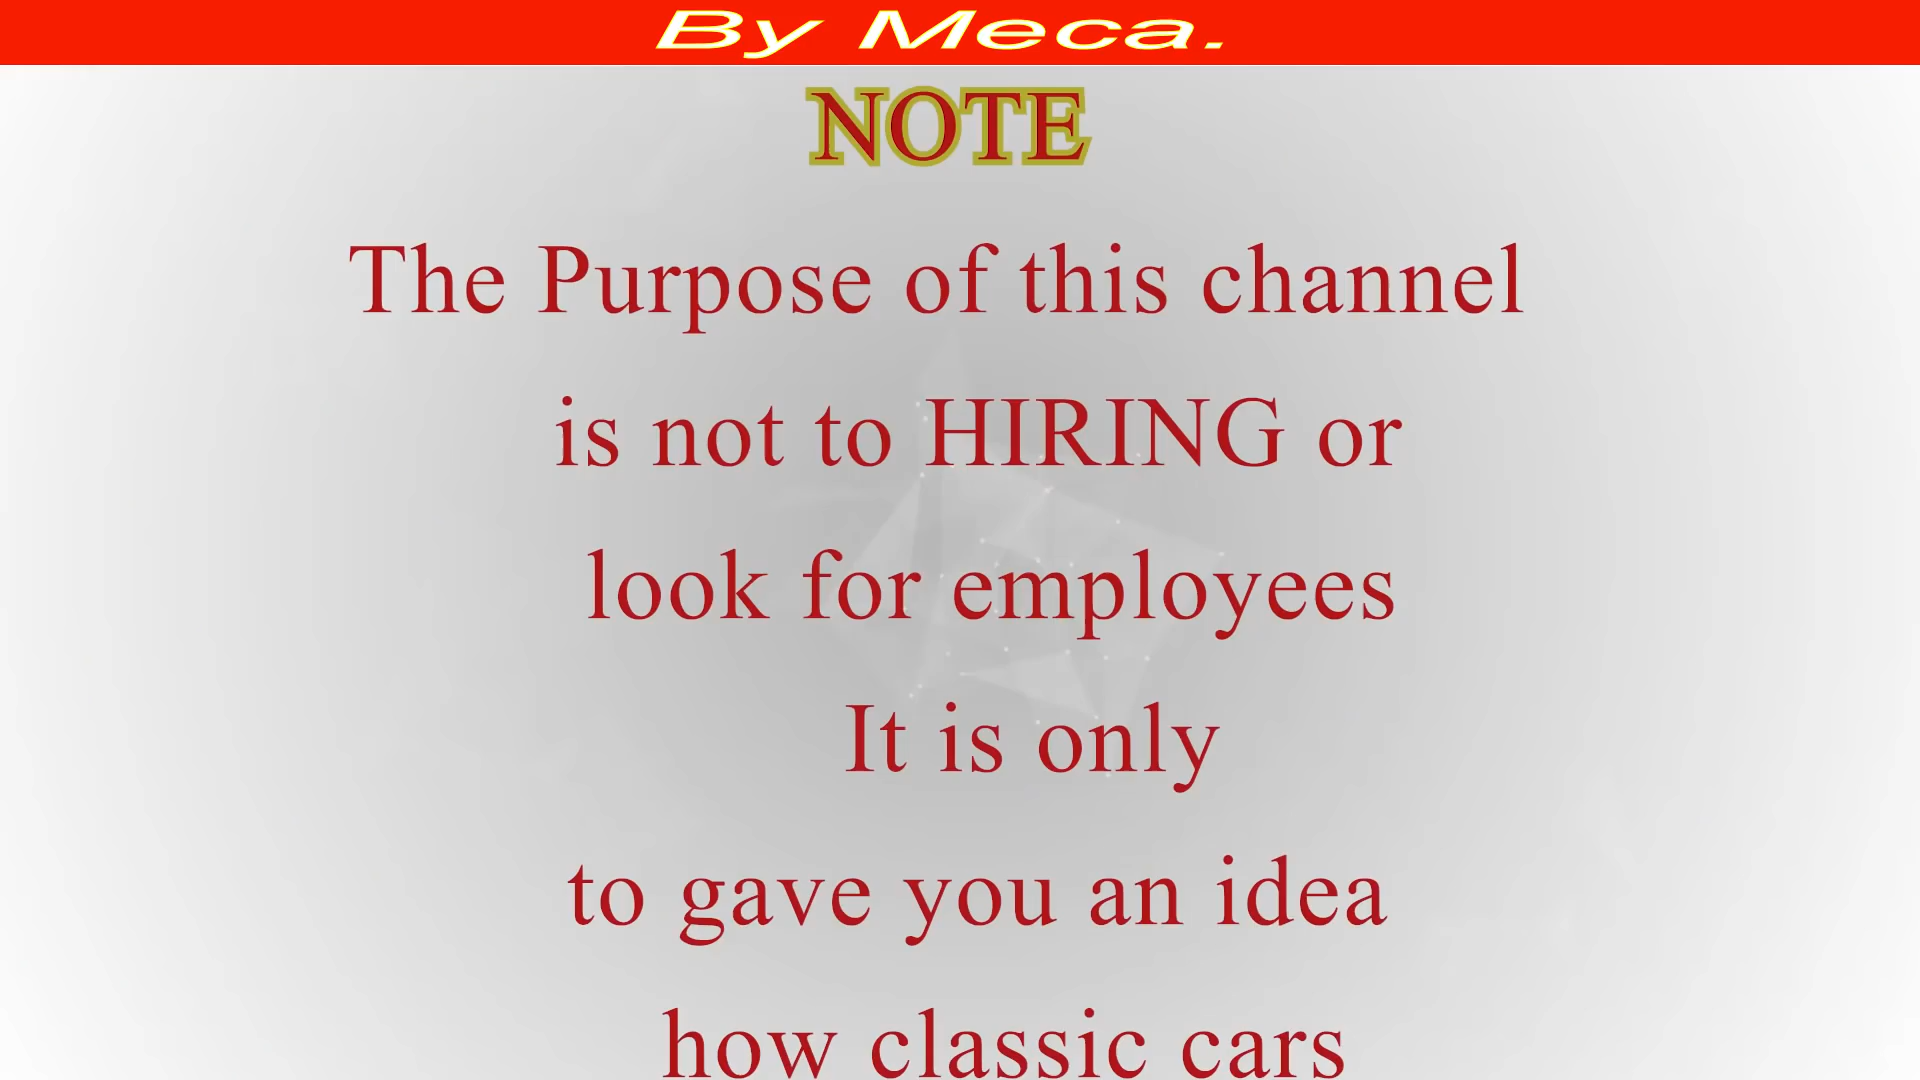 By Meca.
NOTE
The Purpose of this channel
is not to HIRING or
look for employees
It is only
to gave you an idea
how classic cars